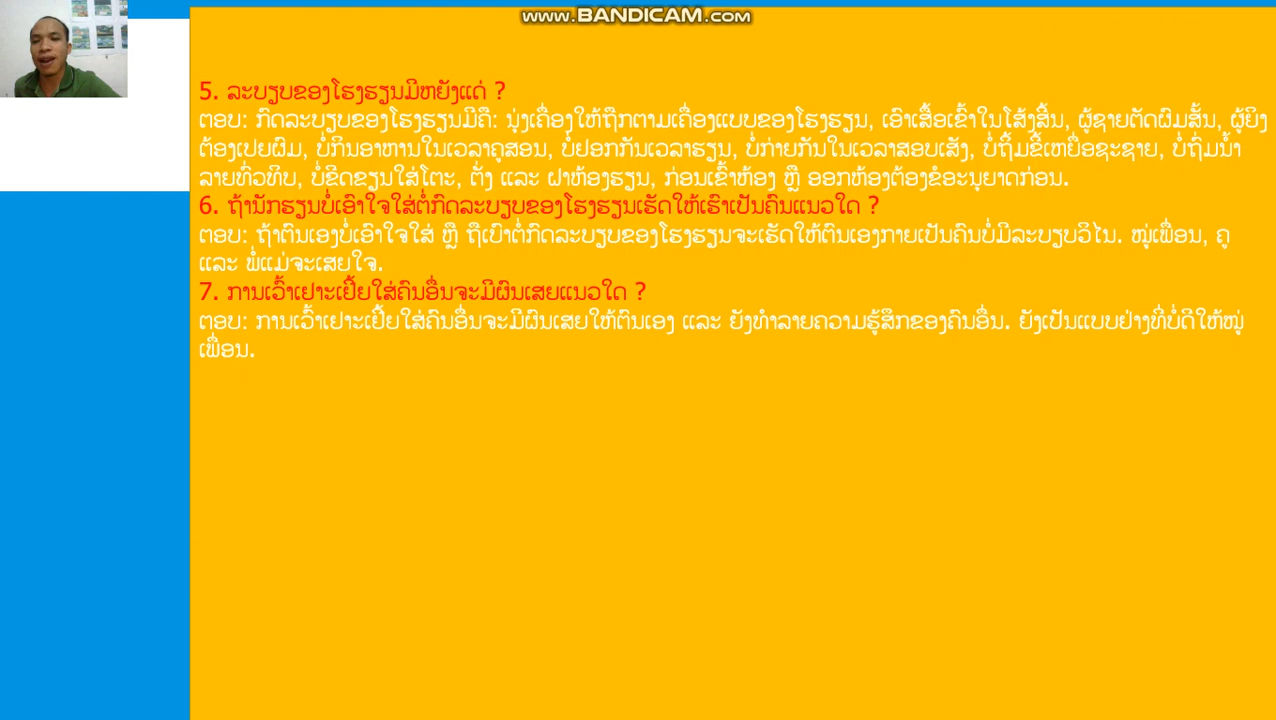 www.BANDICAM.com
5. ລະບຽບຂອງໂຮງຮຽນມີຫຍັງແດ່ ?
ຕອບ: ກົດລະບຽບຂອງໂຮງຮຽນມີຄື: ນຸ່ງເຄື່ອງໃຫ້ຖືກຕາມເຄື່ອງແບບຂອງໂຮງຮຽນ, ເອົາເສື້ອເຂົ້າໃນໂສ້ງສິ້ນ, ຜູ້ຊາຍຕັດຜົມສັ້ນ, ຜູ້ຍິງ
ຕ້ອງເປຍຜົມ, ບໍ່ກິນອາຫານໃນເວລາຄູສອນ, ບໍ່ຢອກກັນເວລາຮຽນ, ບໍ່ກ່າຍກັນໃນເວລາສອບເສັງ, ບໍ່ຖິ້ມຂີ້ເຫຍື່ອຊະຊາຍ, ບໍ່ຖົ່ມນໍ້າ
ລາຍທົ່ວທີບ, ບໍ່ຂີດຂຽນໃສ່ໂຕະ, ຕັ່ງ ແລະ ຝາຫ້ອງຮຽນ, ກ່ອນເຂົ້າຫ້ອງ ຫຼື ອອກຫ້ອງຕ້ອງຂໍອະນຸຍາດກ່ອນ.
6. ຖ້ານັກຮຽນບໍ່ເອົາໃຈໃສ່ຕໍ່ກົດລະບຽບຂອງໂຮງຮຽນເຮັດໃຫ້ເຮົາເປັນຄົນແນວໃດ ?
ຕອບ: ຖ້າຕົນເອງບໍ່ເອົາໃຈໃສ່ ຫຼື ຖືເບົາຕໍ່ກົດລະບຽບຂອງໂຮງຮຽນຈະເຮັດໃຫ້ຕົນເອງກາຍເປັນຄົນບໍ່ມີລະບຽບວິໄນ. ໝູ່ເພື່ອນ, ຄູ
ແລະ ພໍ່ແມ່ຈະເສຍໃຈ.
7. ການເວົ້າເຢາະເຢີ້ຍໃສ່ຄົນອື່ນຈະມີຜົນເສຍແນວໃດ ?
ຕອບ: ການເວົ້າເຢາະເຢີ້ຍໃສ່ຄົນອື່ນຈະມີຜົນເສຍໃຫ້ຕົນເອງ ແລະ ຍັງທໍາລາຍຄວາມຮູ້ສຶກຂອງຄົນອື່ນ. ຍັງເປັນແບບຢ່າງທີ່ບໍ່ດີໃຫ້ໝູ່
ເພື່ອນ.